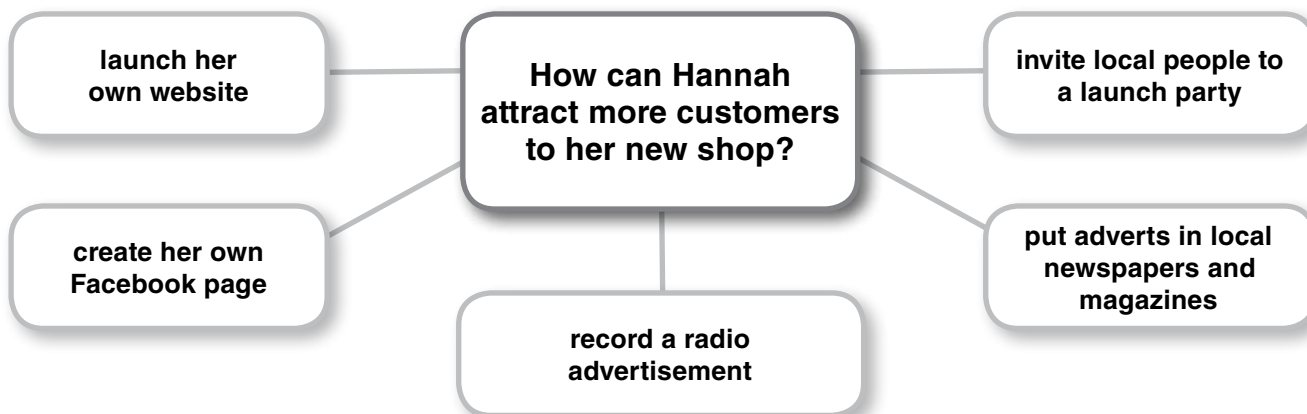 How can Hannah
attract more customers
to her new shop?
launch her
own website
invite local people to
a launch party
create her own
Facebook page
put adverts in local
newspapers and
magazines
record a radio
advertisement